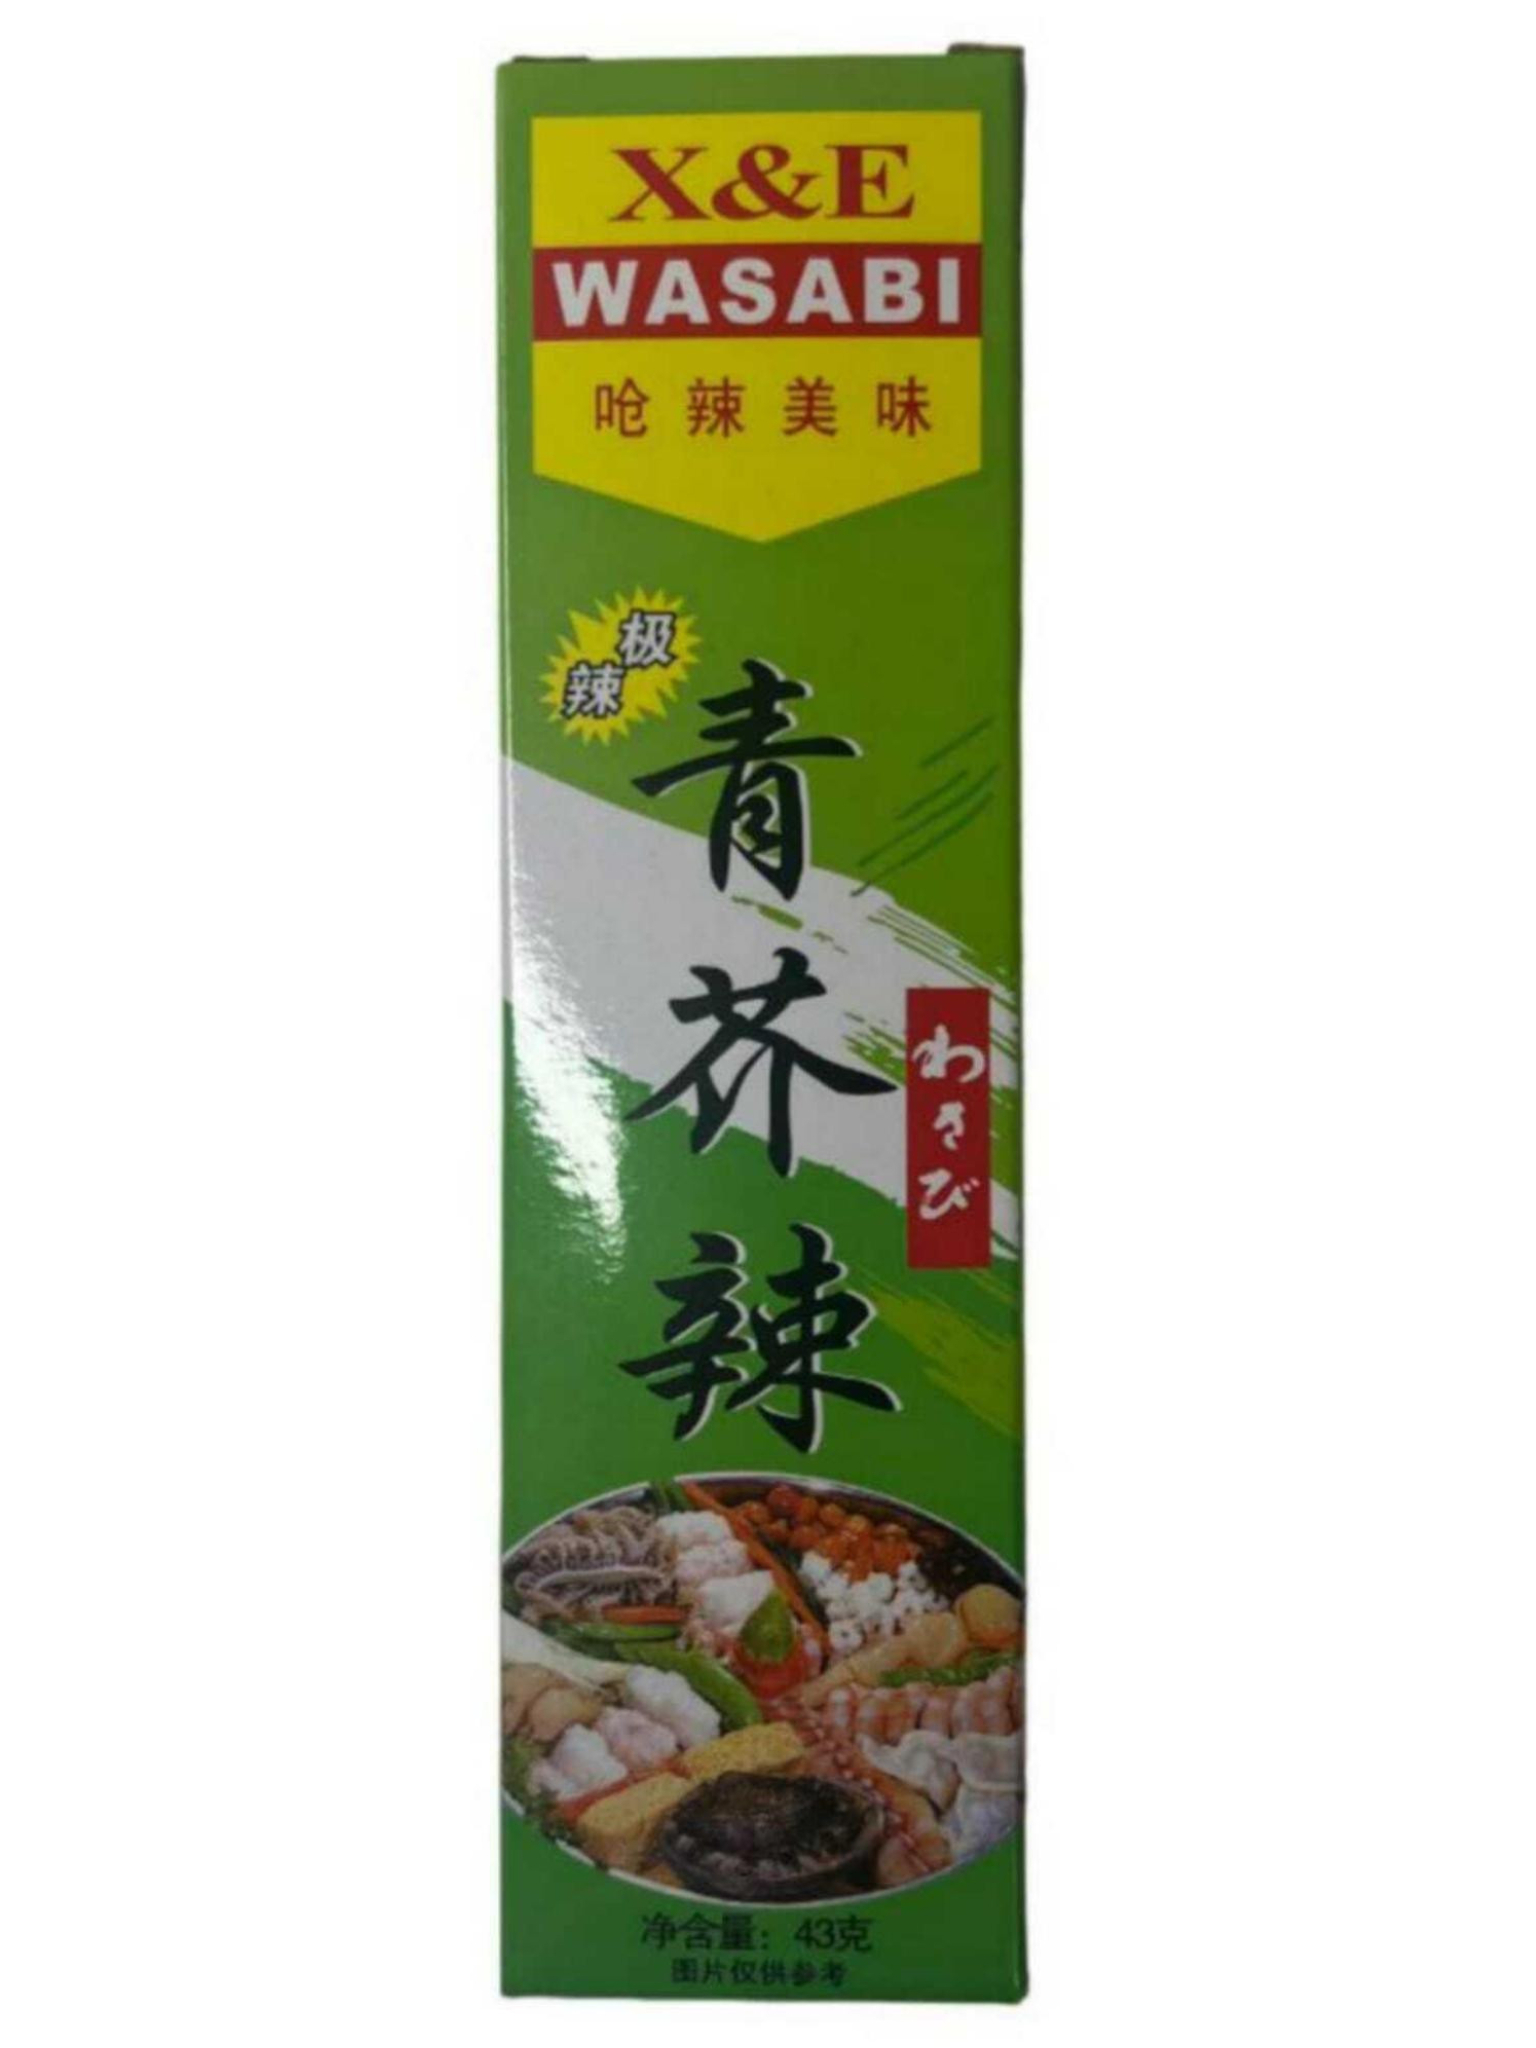 X&E
WASABI
呛辣美味
极辣
青芥辣
わさび
净含量：43克
图片仅供参考